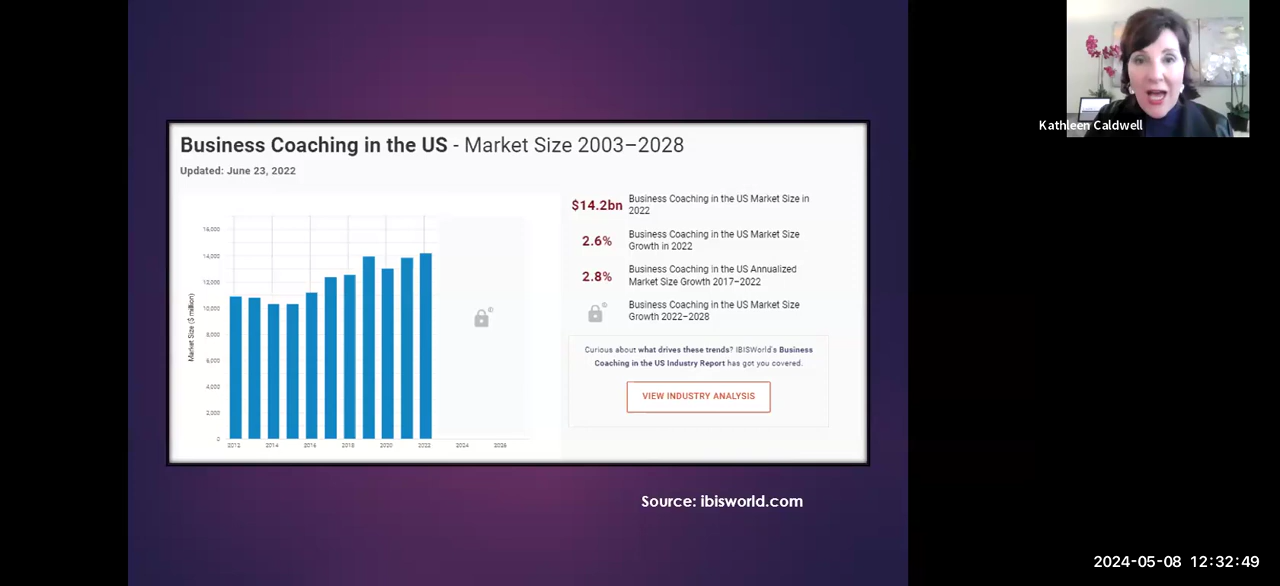 Business Coaching in the US - Market Size 2003–2028
Updated: June 23, 2022
Market Size ($ million)
16,000
14,000
12,000
10,000
8,000
6,000
4,000
2,000
0
2012
2014
2016
2018
2020
2022
2024
2026
$14.2bn
Business Coaching in the US Market Size in
2022
2.6%
Business Coaching in the US Market Size
Growth in 2022
2.8%
Business Coaching in the US Annualized
Market Size Growth 2017–2022
Business Coaching in the US Market Size
Growth 2022–2028
Curious about what drives these trends? IBISWorld's Business
Coaching in the US Industry Report has got you covered.
VIEW INDUSTRY ANALYSIS
Source: ibisworld.com
Kathleen Caldwell
2024-05-08 12:32:49